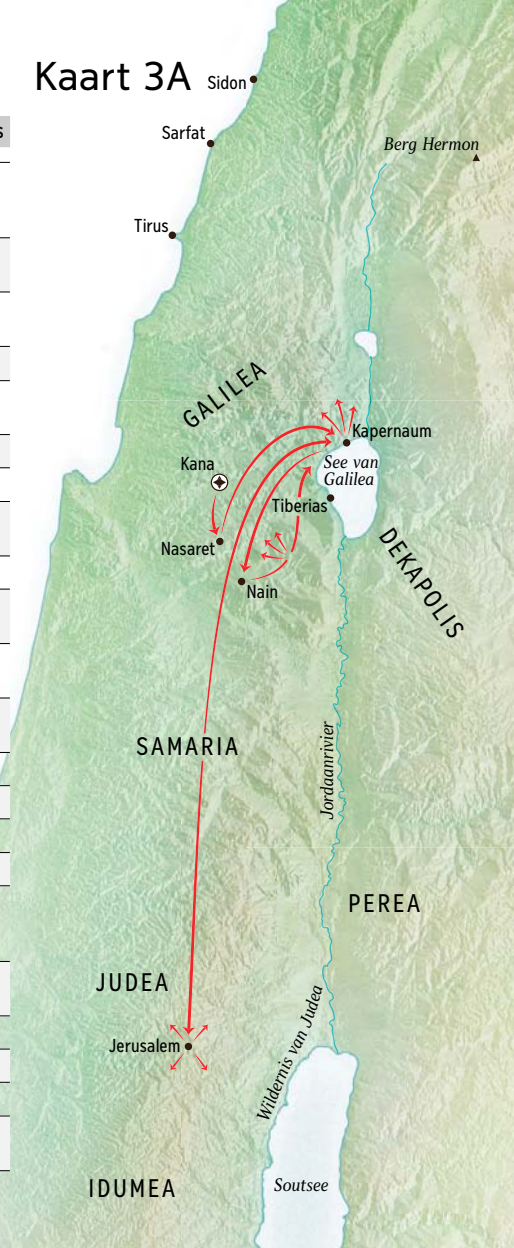 Kaart 3A
Sidon
s
Sarfat
Berg Hermon
Tirus
GALILEA
Kapernaum
Kana
See van
Galilea
Tiberias
Nasaret
DEKAPOLIS
Nain
SAMARIA
Jordaanrivier
PEREA
JUDEA
Wildernis van Judea
Jerusalem
IDUMEA
Soutsee